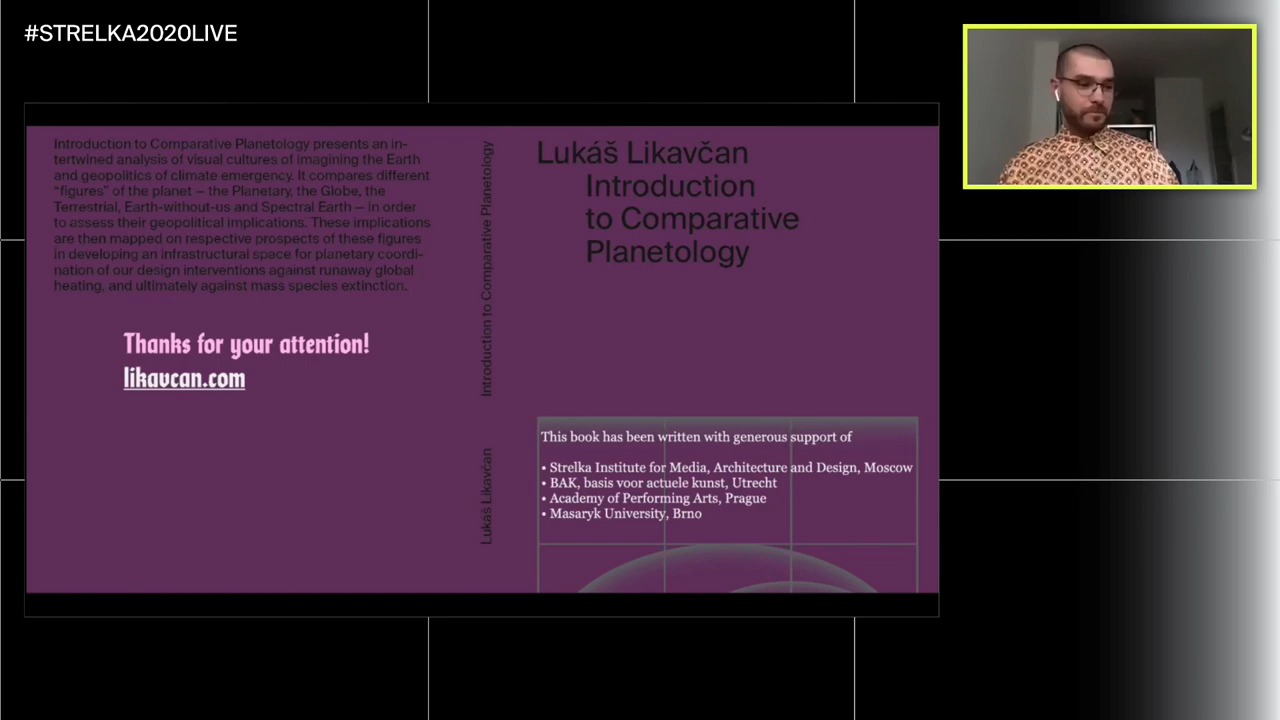 #STRELKA2020LIVE
Introduction to Comparative Planetology presents an in-
tertwined analysis of visual cultures of imagining the Earth
and geopolitics of climate emergency. It compares different
“figures” of the planet – the Planetary, the Globe, the
Terrestrial, Earth-without-us and Spectral Earth – in order
to assess their geopolitical implications. These implications
are then mapped on respective prospects of these figures
in developing an infrastructural space for planetary coordi-
nation of our design interventions against runaway global
heating, and ultimately against mass species extinction.
Thanks for your attention!
likavcan.com
Introduction to Comparative Planetology
Lukáš Likavčan
Lukáš Likavčan
Introduction
to Comparative
Planetology
This book has been written with generous support of
• Strelka Institute for Media, Architecture and Design, Moscow
• BAK, basis voor actuele kunst, Utrecht
• Academy of Performing Arts, Prague
• Masaryk University, Brno